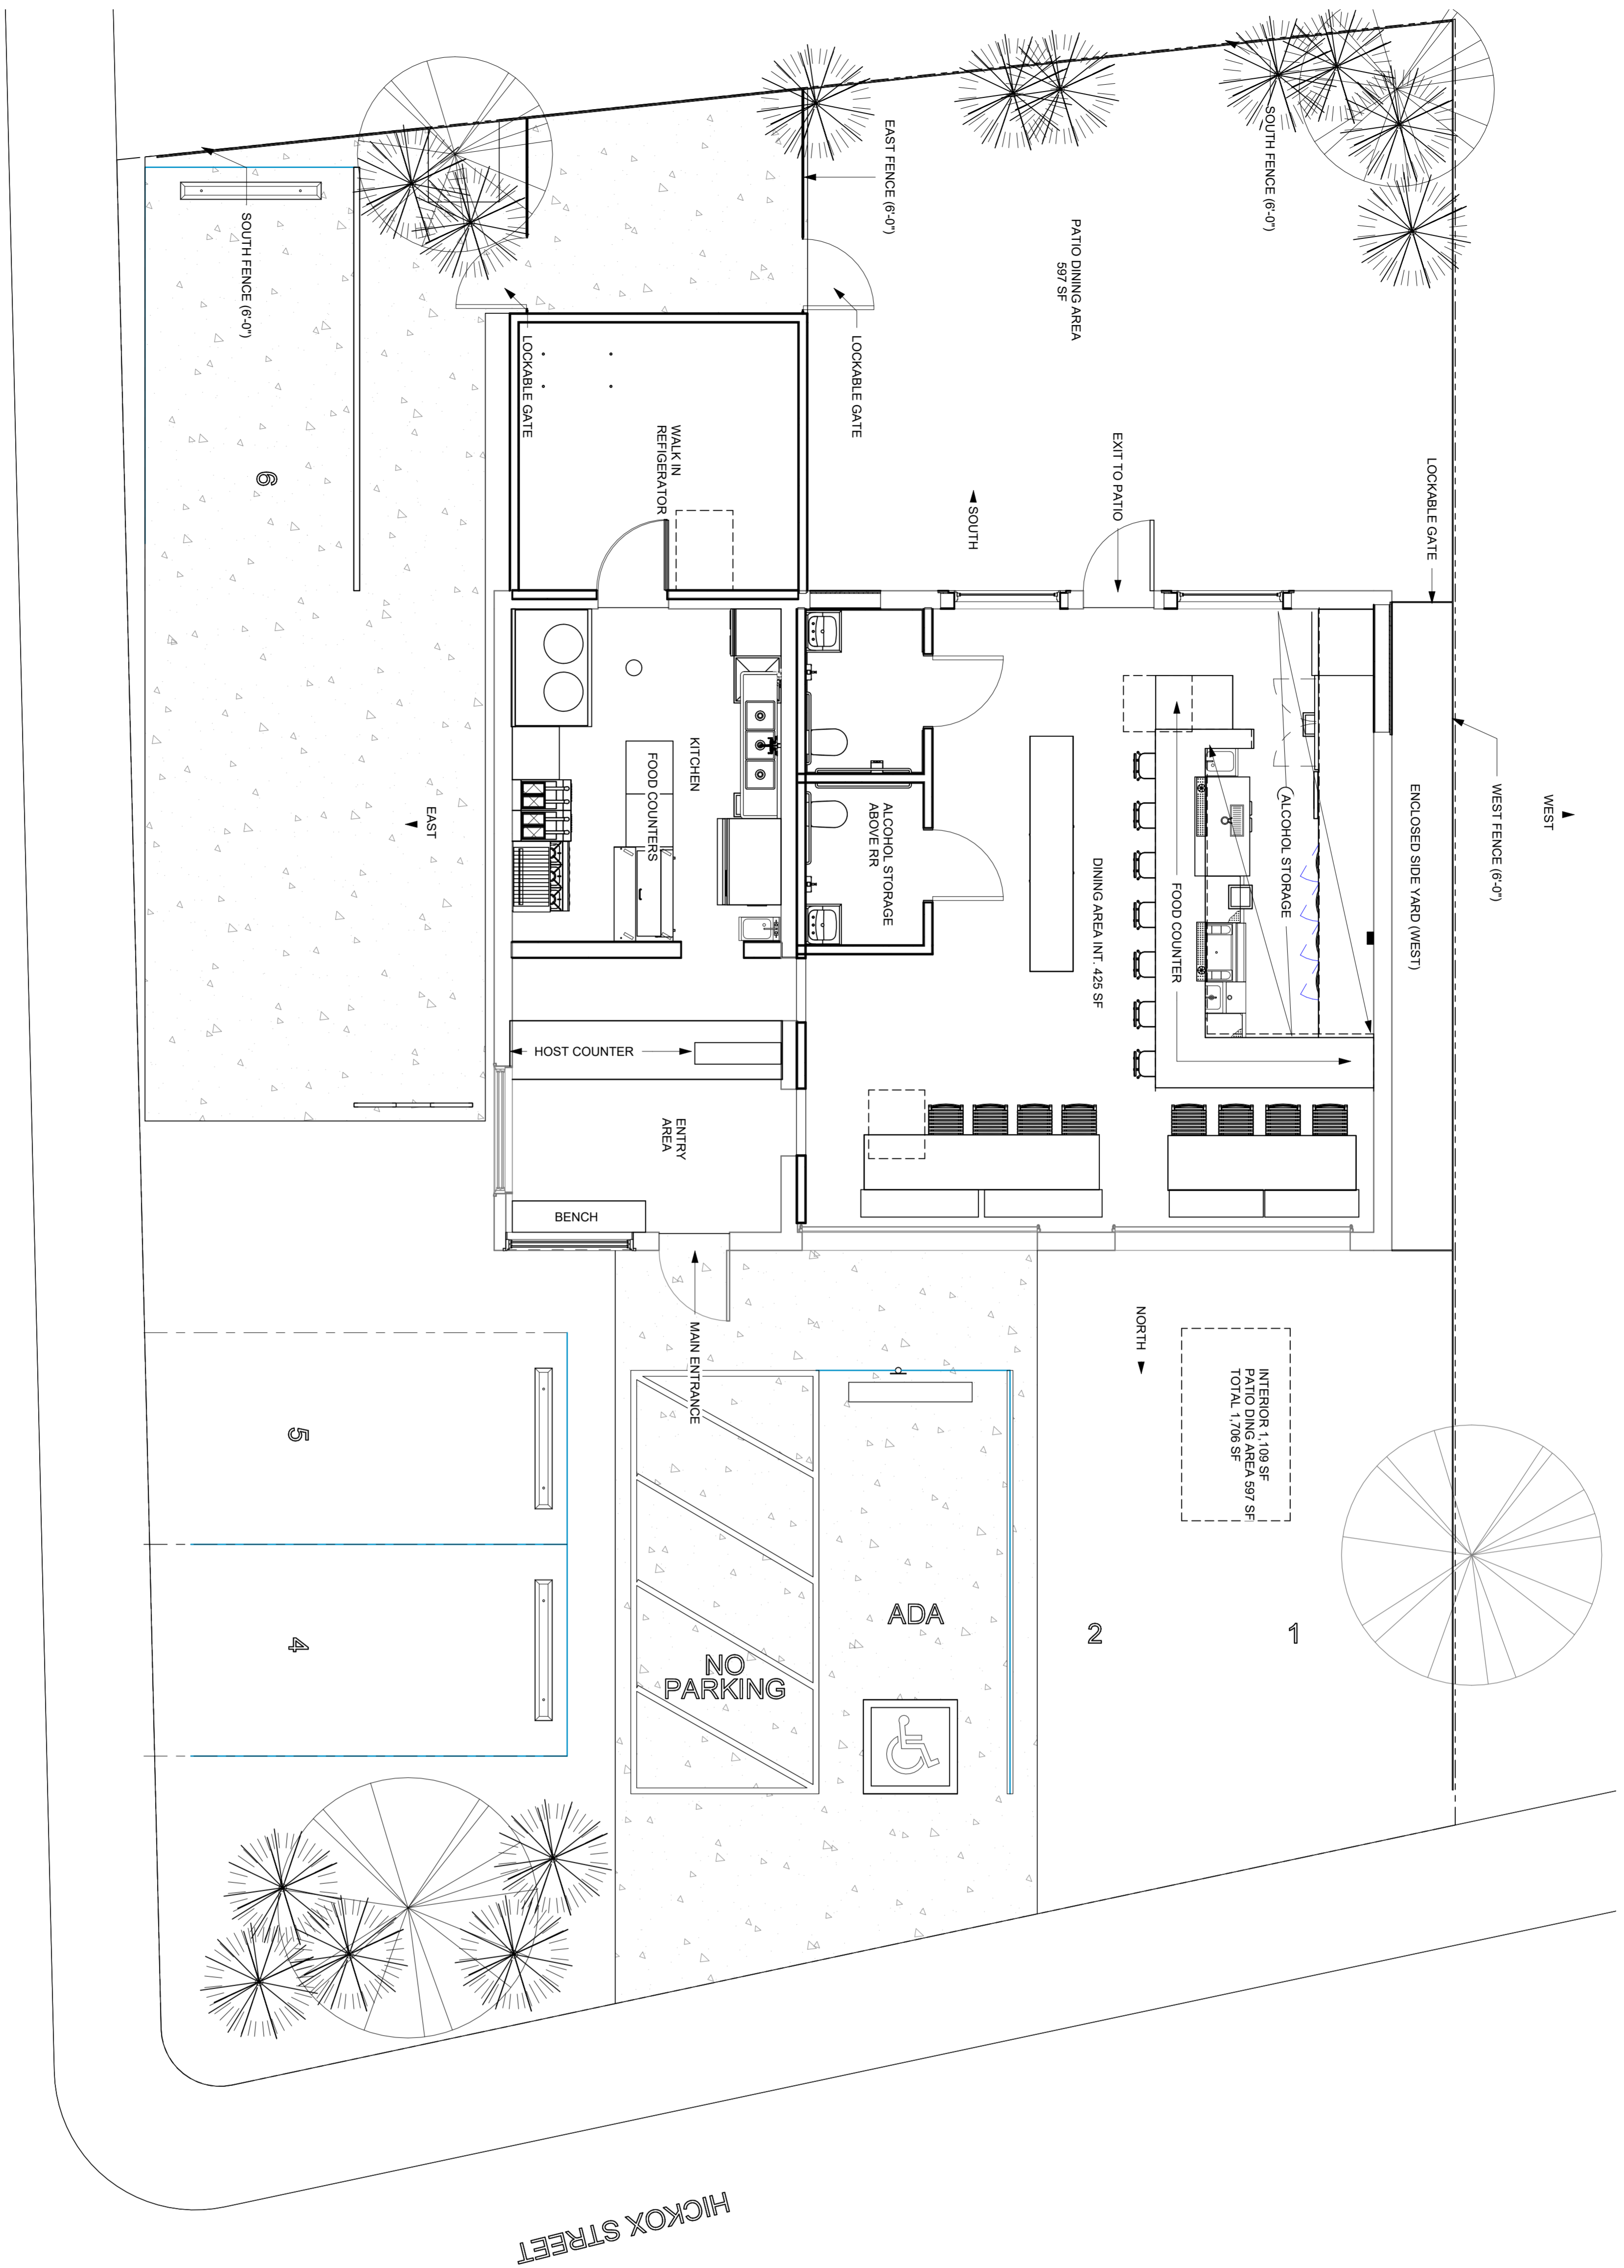 SOUTH FENCE (6'-0")
EAST FENCE (6'-0")
SOUTH FENCE (6'-0")
PATIO DINING AREA
597 SF
LOCKABLE GATE
LOCKABLE GATE
EXIT TO PATIO
LOCKABLE GATE
WALK IN
REFIGERATOR
6
SOUTH
WEST FENCE (6'-0")
WEST
ENCLOSED SIDE YARD (WEST)
KITCHEN
FOOD COUNTERS
ALCOHOL STORAGE
ABOVE RR
EAST
ALCOHOL STORAGE
DINING AREA INT. 425 SF
FOOD COUNTER
HOST COUNTER
ENTRY
AREA
BENCH
MAIN ENTRANCE
NORTH
INTERIOR 1,109 SF
PATIO DING AREA 597 SF
TOTAL 1,706 SF
5
4
ADA
2
1
NO
PARKING
HICKOX STREET